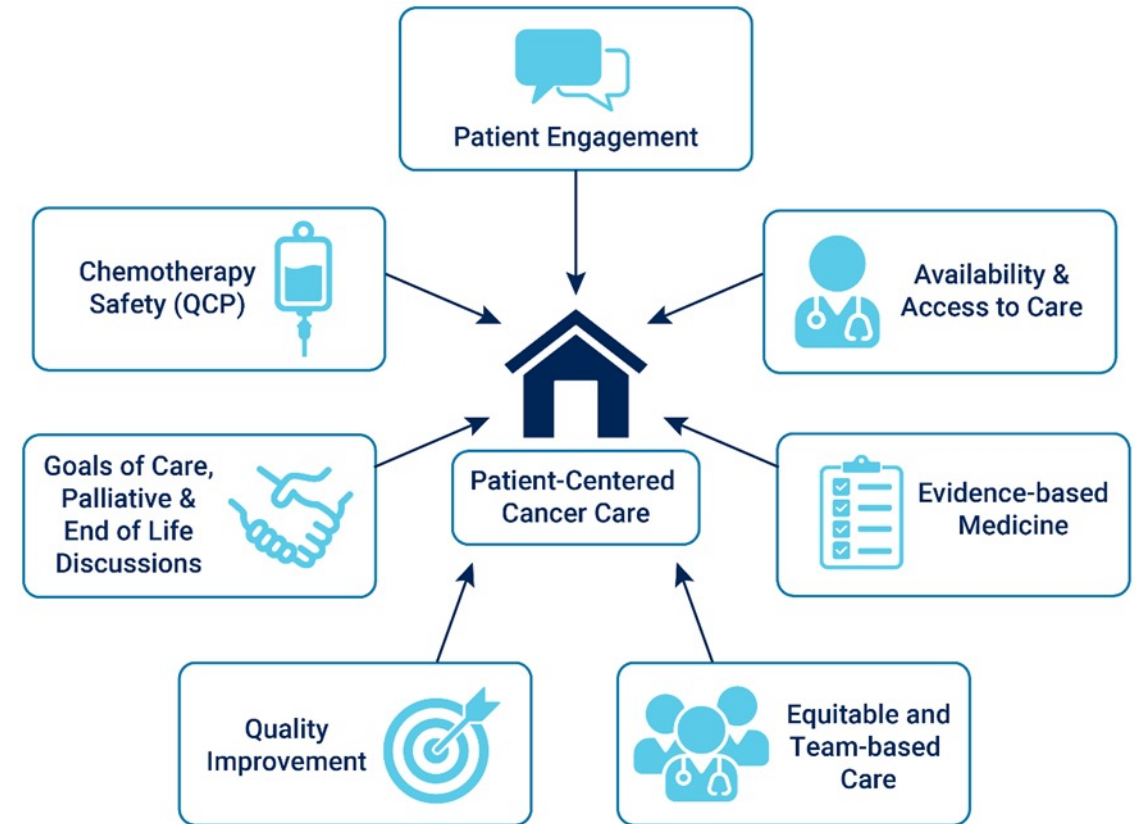 Patient Engagement
Chemotherapy
Safety (QCP)
Availability &
Access to Care
Goals of Care,
Palliative &
End of Life
Discussions
Patient-Centered
Cancer Care
Evidence-based
Medicine
Quality
Improvement
Equitable and
Team-based
Care